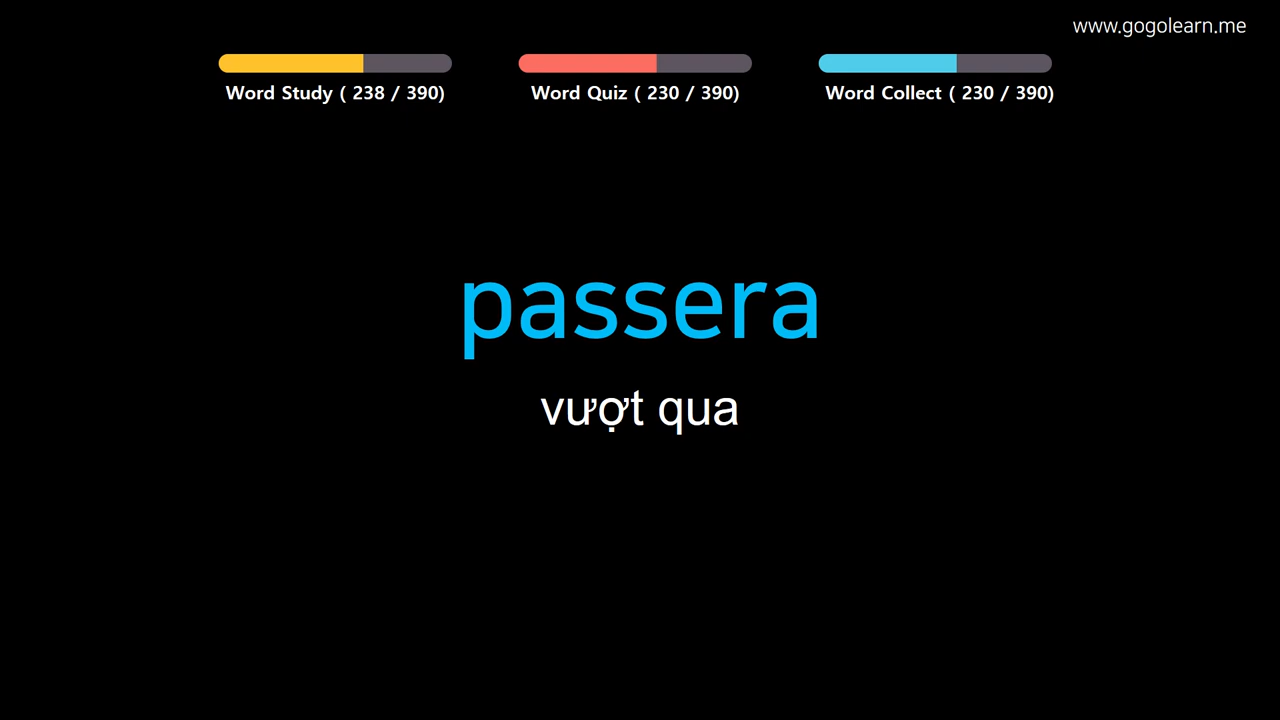 www.gogolearn.me
Word Study ( 238 / 390)
Word Quiz ( 230 / 390)
Word Collect ( 230 / 390)
passera
vượt qua